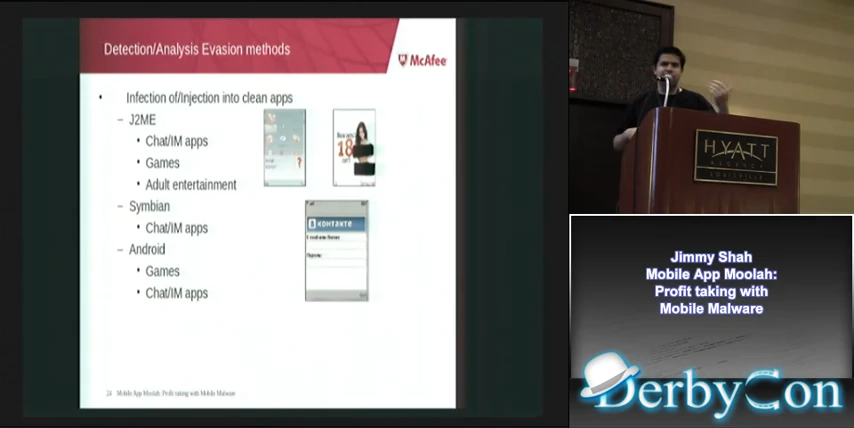 Detection/Analysis Evasion methods
McAfee
• Infection of/Injection into clean apps
– J2ME
• Chat/IM apps
• Games
• Adult entertainment
– Symbian
• Chat/IM apps
– Android
• Games
• Chat/IM apps
18
?
В контакте
24 Mobile App Moolah: Profit taking with Mobile Malware
HYATT
REGENCY
LOUISVILLE
Jimmy Shah
Mobile App Moolah:
Profit taking with
Mobile Malware
DerbyCon